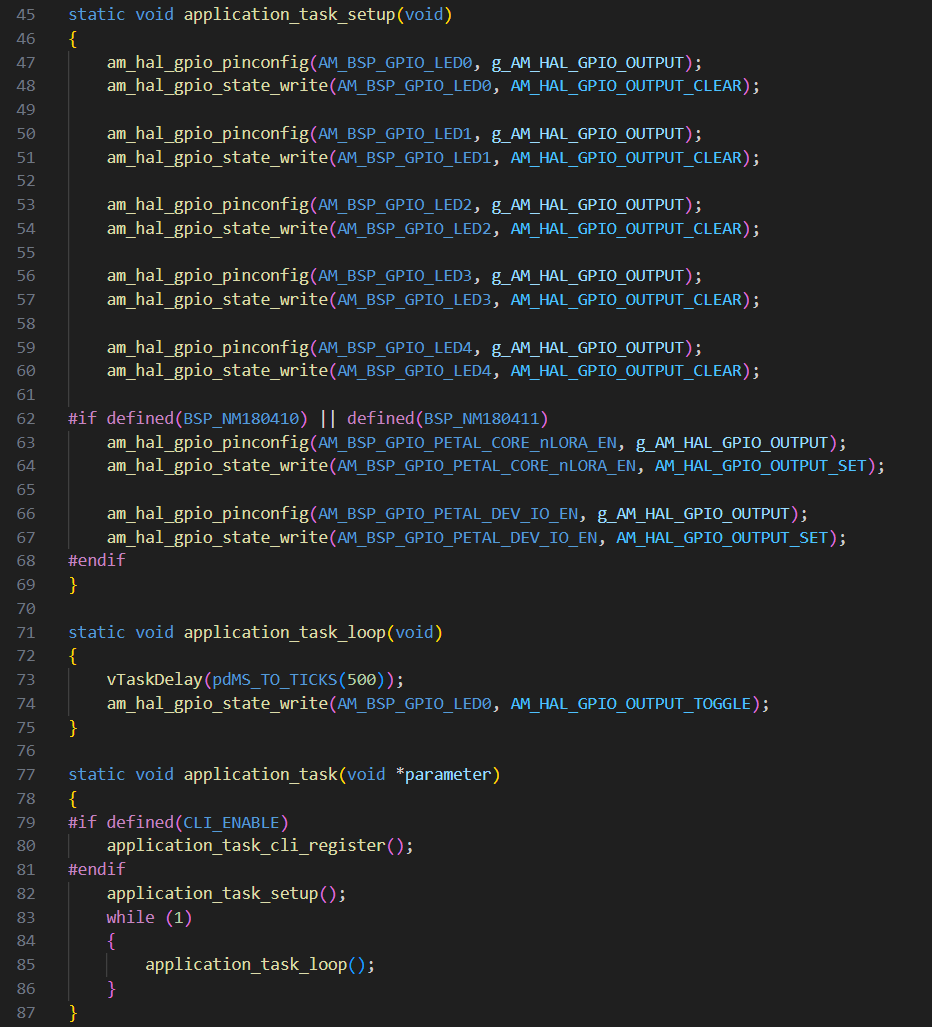 45 static void application_task_setup(void)
46 {
47     am_hal_gpio_pinconfig(AM_BSP_GPIO_LED0, g_AM_HAL_GPIO_OUTPUT);
48     am_hal_gpio_state_write(AM_BSP_GPIO_LED0, AM_HAL_GPIO_OUTPUT_CLEAR);
49
50     am_hal_gpio_pinconfig(AM_BSP_GPIO_LED1, g_AM_HAL_GPIO_OUTPUT);
51     am_hal_gpio_state_write(AM_BSP_GPIO_LED1, AM_HAL_GPIO_OUTPUT_CLEAR);
52
53     am_hal_gpio_pinconfig(AM_BSP_GPIO_LED2, g_AM_HAL_GPIO_OUTPUT);
54     am_hal_gpio_state_write(AM_BSP_GPIO_LED2, AM_HAL_GPIO_OUTPUT_CLEAR);
55
56     am_hal_gpio_pinconfig(AM_BSP_GPIO_LED3, g_AM_HAL_GPIO_OUTPUT);
57     am_hal_gpio_state_write(AM_BSP_GPIO_LED3, AM_HAL_GPIO_OUTPUT_CLEAR);
58
59     am_hal_gpio_pinconfig(AM_BSP_GPIO_LED4, g_AM_HAL_GPIO_OUTPUT);
60     am_hal_gpio_state_write(AM_BSP_GPIO_LED4, AM_HAL_GPIO_OUTPUT_CLEAR);
61
62 #if defined(BSP_NM180410) || defined(BSP_NM180411)
63     am_hal_gpio_pinconfig(AM_BSP_GPIO_PETAL_CORE_nLORA_EN, g_AM_HAL_GPIO_OUTPUT);
64     am_hal_gpio_state_write(AM_BSP_GPIO_PETAL_CORE_nLORA_EN, AM_HAL_GPIO_OUTPUT_SET);
65
66     am_hal_gpio_pinconfig(AM_BSP_GPIO_PETAL_DEV_IO_EN, g_AM_HAL_GPIO_OUTPUT);
67     am_hal_gpio_state_write(AM_BSP_GPIO_PETAL_DEV_IO_EN, AM_HAL_GPIO_OUTPUT_SET);
68 #endif
69 }
70
71 static void application_task_loop(void)
72 {
73     vTaskDelay(pdMS_TO_TICKS(500));
74     am_hal_gpio_state_write(AM_BSP_GPIO_LED0, AM_HAL_GPIO_OUTPUT_TOGGLE);
75 }
76
77 static void application_task(void *parameter)
78 {
79 #if defined(CLI_ENABLE)
80     application_task_cli_register();
81 #endif
82     application_task_setup();
83     while (1)
84     {
85         application_task_loop();
86     }
87 }